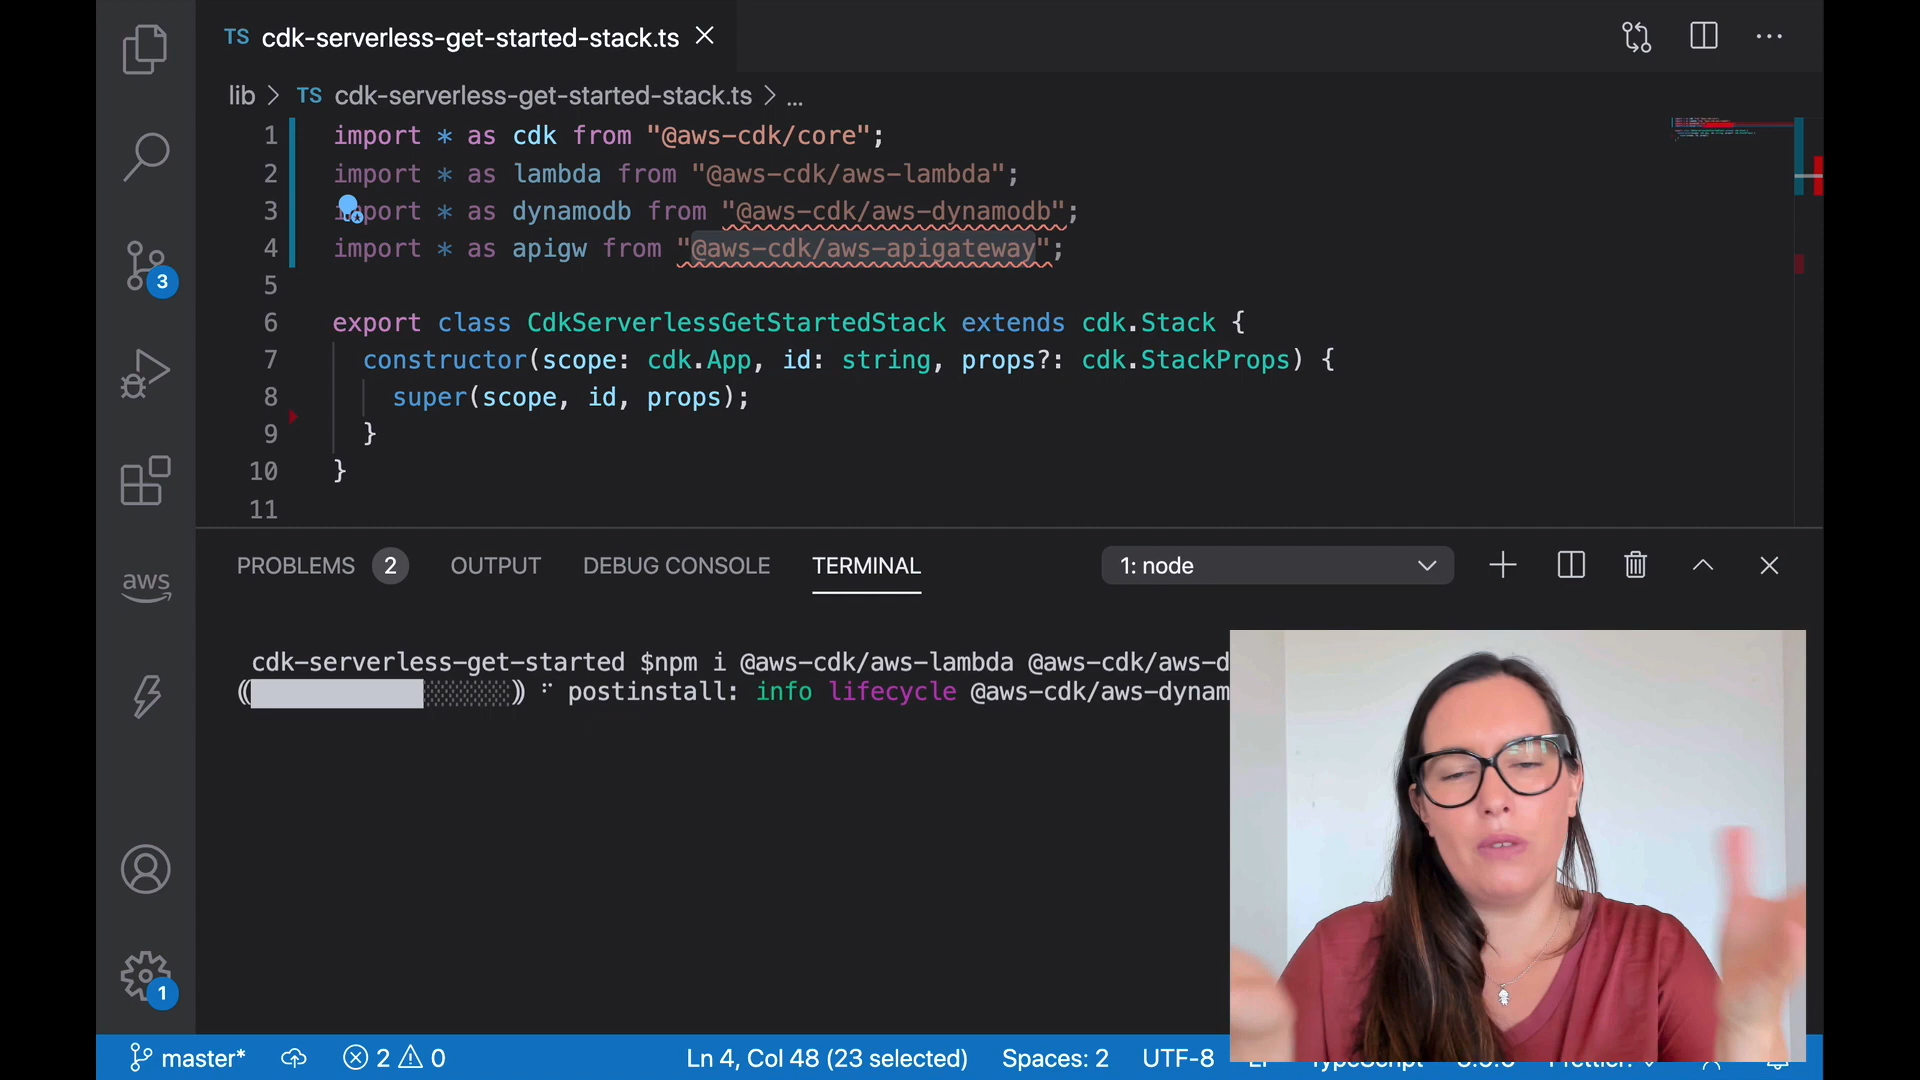 TS cdk-serverless-get-started-stack.ts
lib > TS cdk-serverless-get-started-stack.ts > ...
1 import * as cdk from "@aws-cdk/core";
2 import * as lambda from "@aws-cdk/aws-lambda";
3 import * as dynamodb from "@aws-cdk/aws-dynamodb";
4 import * as apigw from "@aws-cdk/aws-apigateway";
5
6 export class CdkServerlessGetStartedStack extends cdk.Stack {
7 constructor(scope: cdk.App, id: string, props?: cdk.StackProps) {
8 super(scope, id, props);
9 }
10 }
11
3
aws
1
PROBLEMS 2 OUTPUT DEBUG CONSOLE TERMINAL 1: node
cdk-serverless-get-started $npm i @aws-cdk/aws-lambda @aws-cdk/aws-d
postinstall: info lifecycle @aws-cdk/aws-dynam
master* 2 0 Ln 4, Col 48 (23 selected) Spaces: 2 UTF-8